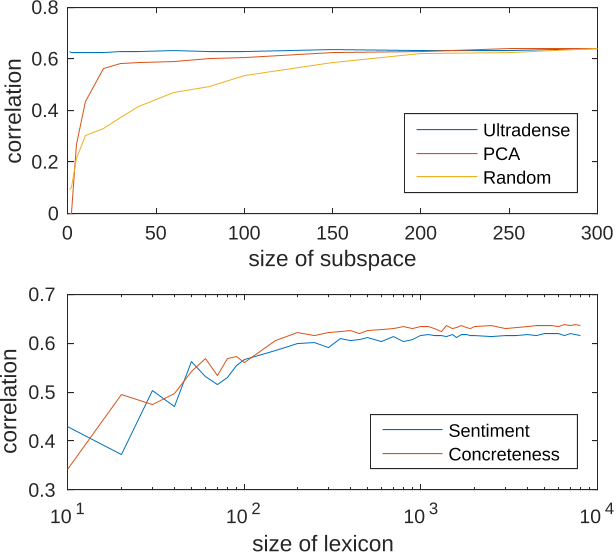 0.8
0.6
0.4
0.2
0
correlation
Ultradense
PCA
Random
0 50 100 150 200 250 300
size of subspace
0.7
0.6
0.5
0.4
0.3
correlation
Sentiment
Concreteness
10 1 10 2 10 3 10 4
size of lexicon